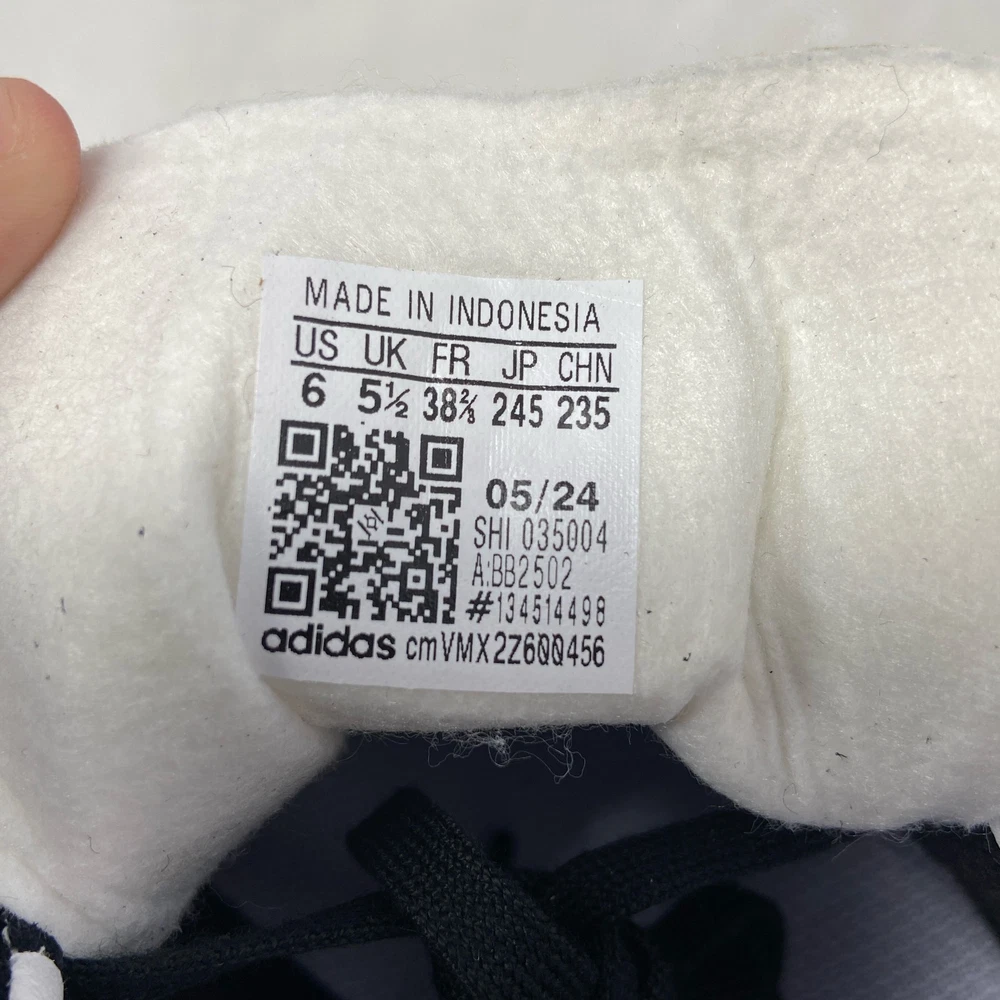 MADE IN INDONESIA
US UK FR JP CHN
6 5½ 38⅔ 245 235
05/24
SHI 035004
A:BB2502
#134514498
adidas cmVMX2Z600456